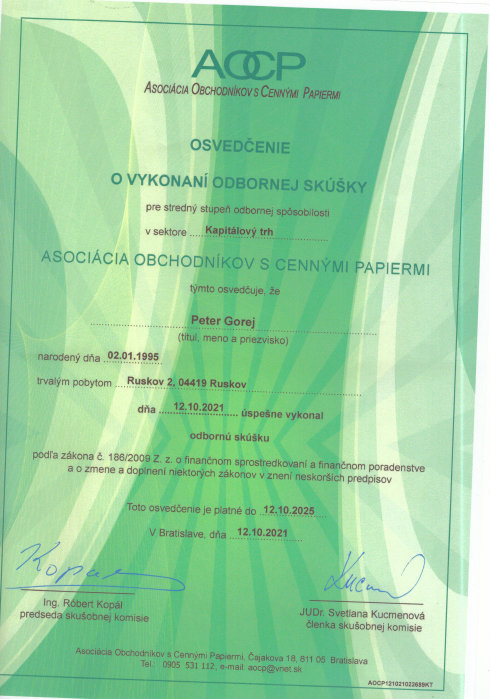 AOCP
ASOCIÁCIA OBCHODNÍKOV S CENNÝMI PAPIERMI
OSVEDČENIE
O VYKONANÍ ODBORNEJ SKÚŠKY
pre stredný stupeň odbornej spôsobilosti
v sektore ....Kapitálový trh....................
ASOCIÁCIA OBCHODNÍKOV S CENNÝMI PAPIERMI
týmto osvedčuje, že
Peter Gorej
(titul, meno a priezvisko)
narodený dňa 02.01.1995
trvalým pobytom ....Ruskov 2, 04419 Ruskov
dňa ....12.10.2021.... úspešne vykonal
odbornú skúšku
podľa zákona č. 186/2009 Z. z. o finančnom sprostredkovaní a finančnom poradenstve
a o zmene a doplnení niektorých zákonov v znení neskorších predpisov
Toto osvedčenie je platné do ..12.10.2025....
V Bratislave, dňa ..12.10.2021....
Kopál Kucmenová
Ing. Róbert Kopál
predseda skušobnej komisie
JUDr. Svetlana Kucmenová
členka skušobnej komisie
Asociácia Obchodníkov s Cennými Papiermi, Čajakova 18, 811 05 Bratislava
Tel.: 0905 531 112, e-mail: aocp@vnet.sk
AOCP121021022689KT